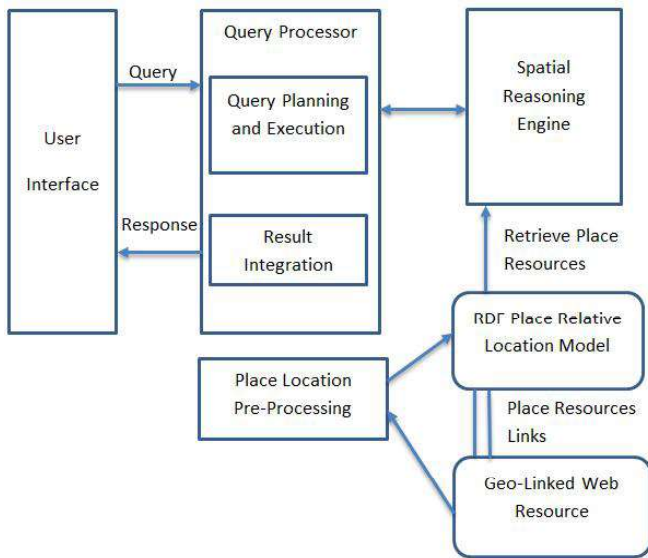 Query Processor
Query
Query Planning
and Execution
Spatial
Reasoning
Engine
User
Interface
Response
Result
Integration
Retrieve Place
Resources
RDF Place Relative
Location Model
Place Location
Pre-Processing
Place Resources
Links
Geo-Linked Web
Resource